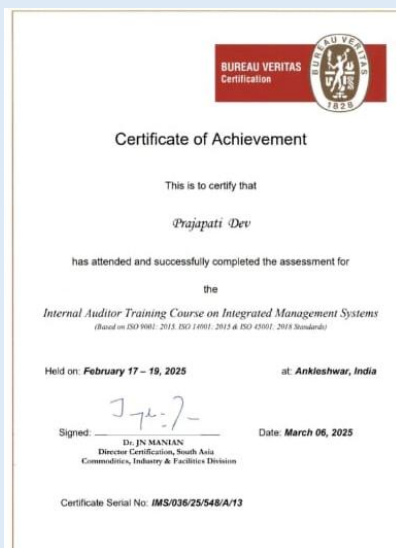 BUREAU VERITAS
Certification
BUREAU VERITAS
1828
Certificate of Achievement
This is to certify that
Prajapati Dev
has attended and successfully completed the assessment for
the
Internal Auditor Training Course on Integrated Management Systems
(Based on ISO 9001: 2015, ISO 14001: 2015 & ISO 45001: 2018 Standards)
Held on: February 17 – 19, 2025 at: Ankleshwar, India
Signed: Date: March 06, 2025
Dr. JN MANIAN
Director Certification, South Asia
Commodities, Industry & Facilities Division
Certificate Serial No: IMS/036/25/548/A/13